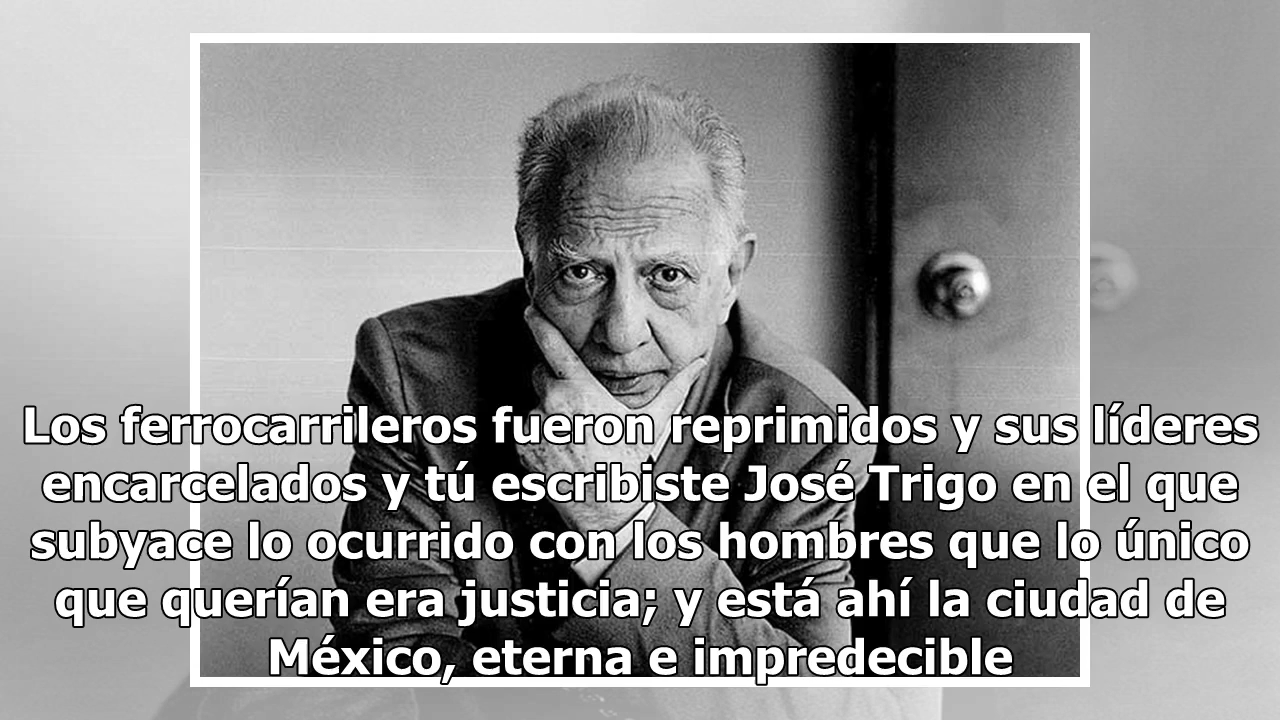 Los ferrocarrileros fueron reprimidos y sus líderes
encarcelados y tú escribiste José Trigo en el que
subyace lo ocurrido con los hombres que lo único
que querían era justicia; y está ahí la ciudad de
México, eterna e impredecible